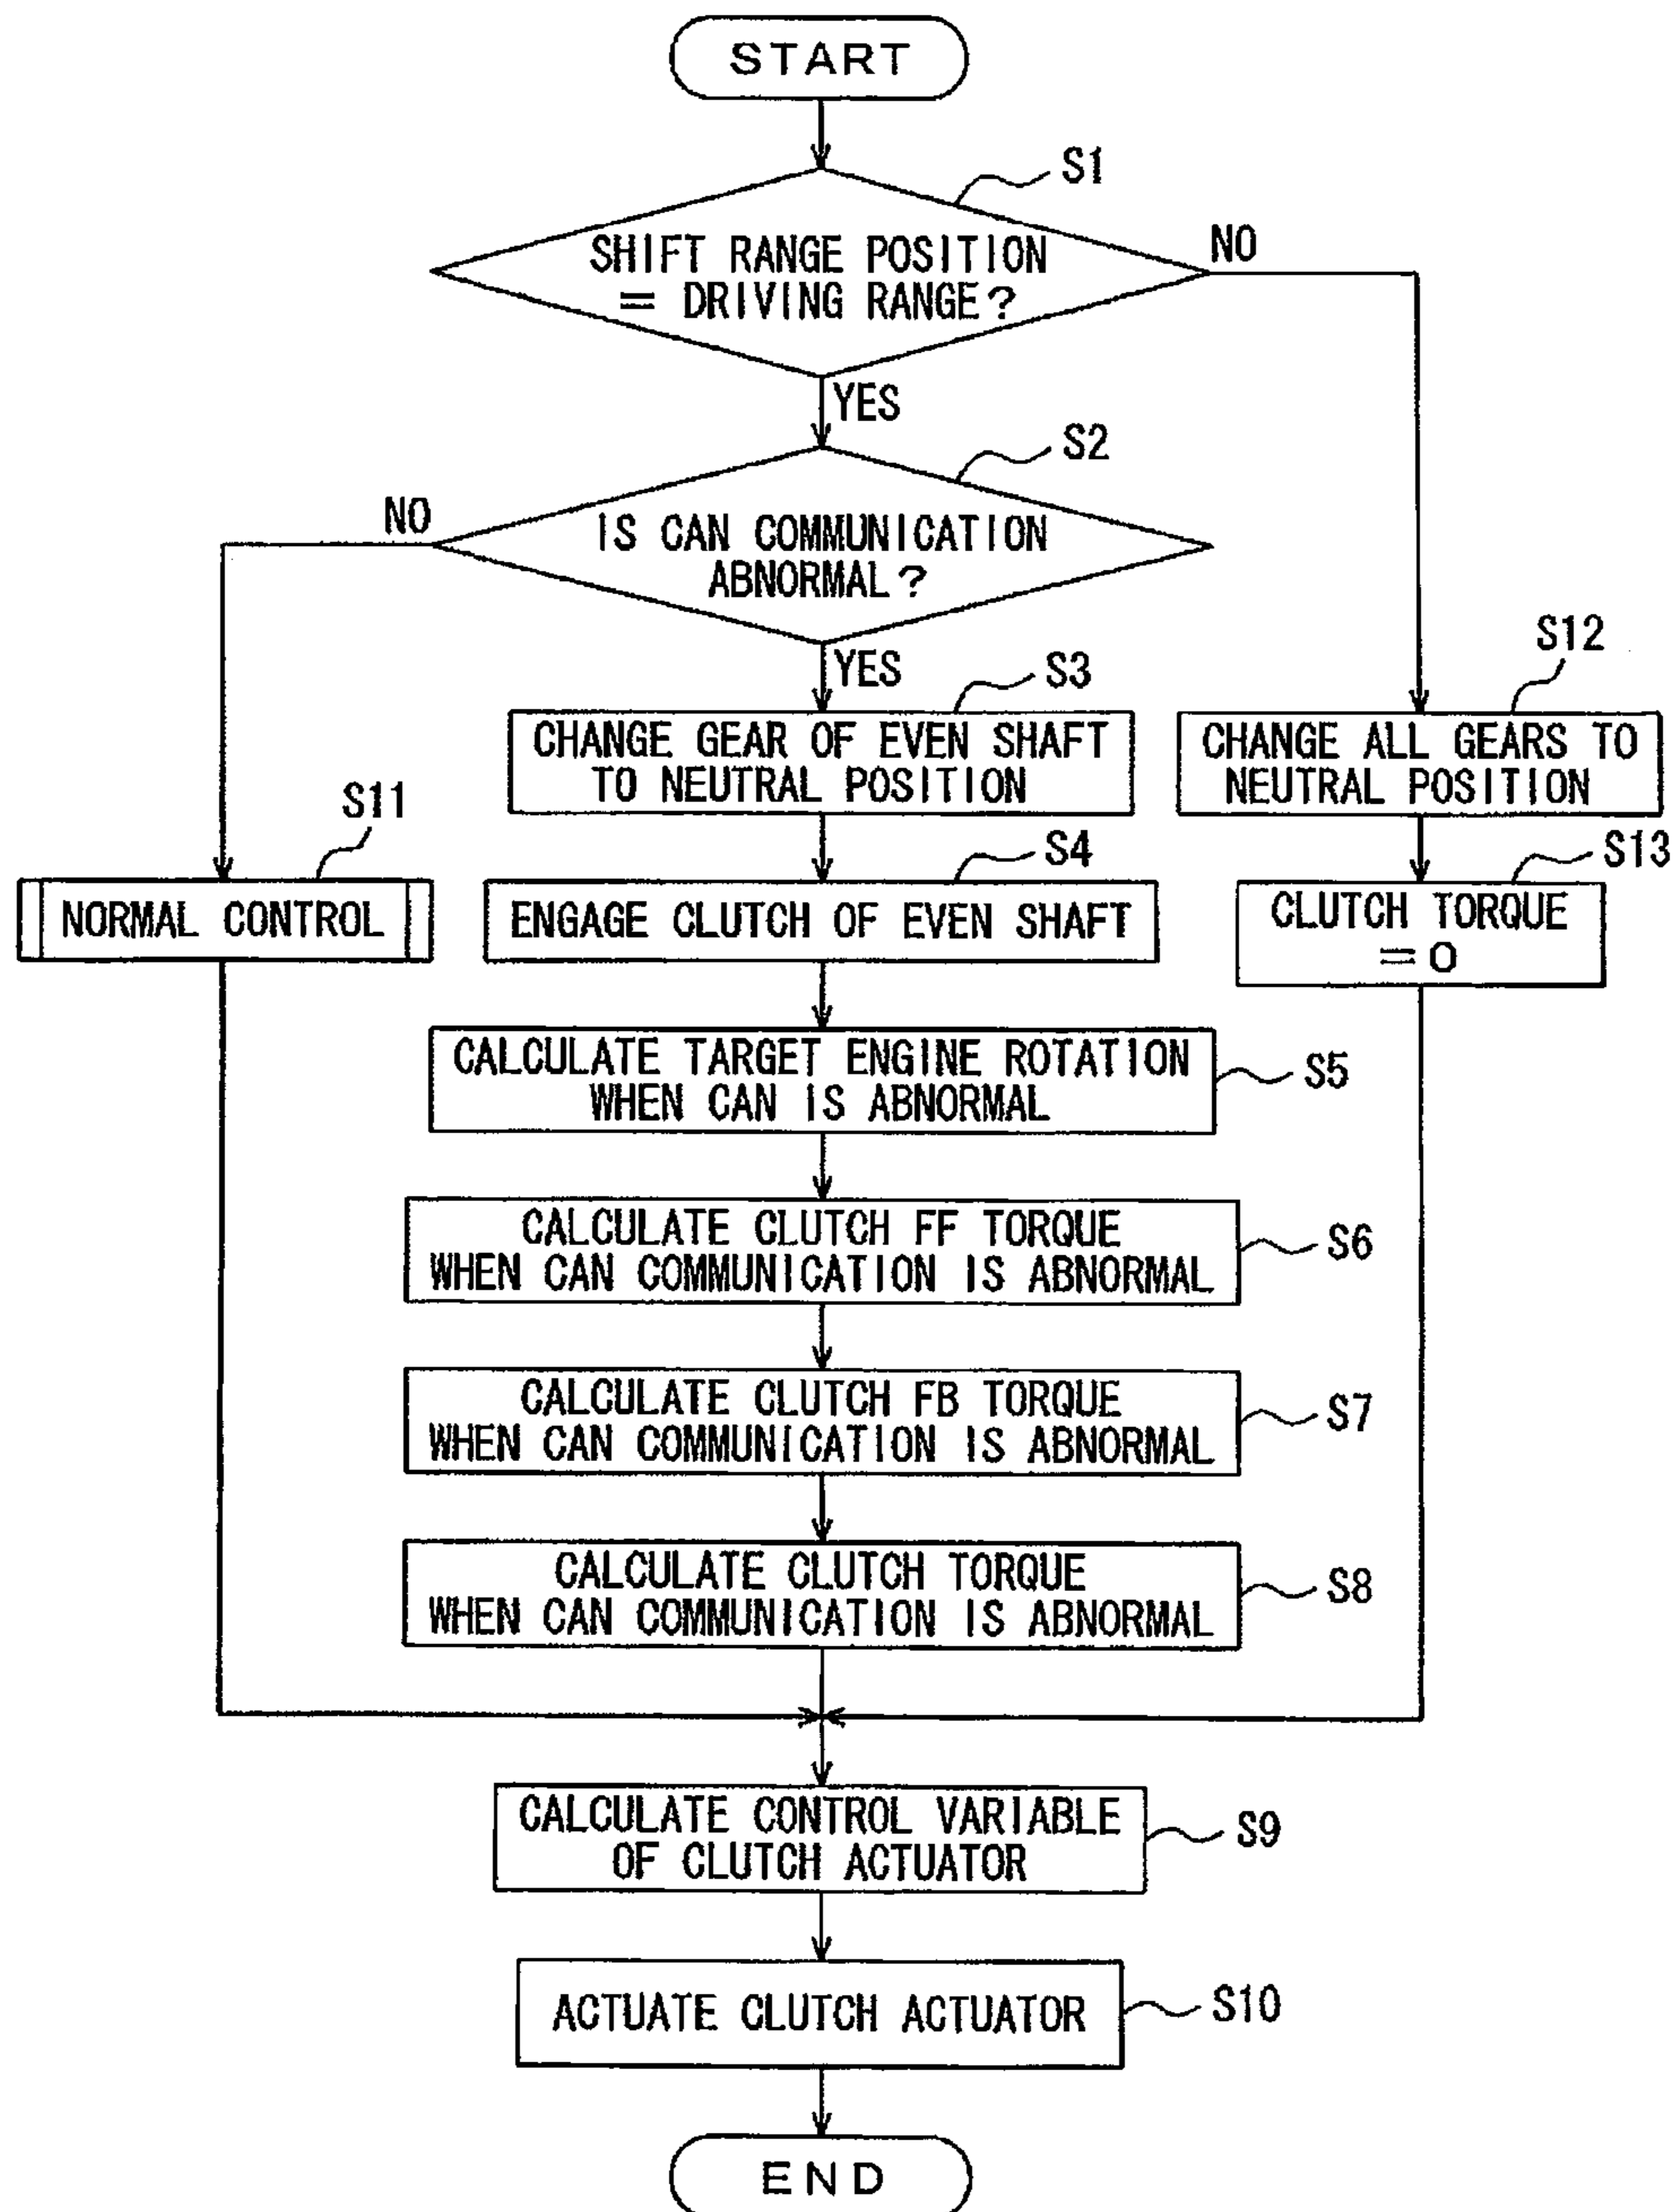 START
S1
SHIFT RANGE POSITION
= DRIVING RANGE?
NO
YES
S2
NO
IS CAN COMMUNICATION
ABNORMAL?
YES
S3
CHANGE GEAR OF EVEN SHAFT
TO NEUTRAL POSITION
S12
CHANGE ALL GEARS TO
NEUTRAL POSITION
S11
NORMAL CONTROL
S4
ENGAGE CLUTCH OF EVEN SHAFT
S13
CLUTCH TORQUE
=0
CALCULATE TARGET ENGINE ROTATION
WHEN CAN IS ABNORMAL
S5
CALCULATE CLUTCH FF TORQUE
WHEN CAN COMMUNICATION IS ABNORMAL
S6
CALCULATE CLUTCH FB TORQUE
WHEN CAN COMMUNICATION IS ABNORMAL
S7
CALCULATE CLUTCH TORQUE
WHEN CAN COMMUNICATION IS ABNORMAL
S8
CALCULATE CONTROL VARIABLE
OF CLUTCH ACTUATOR
S9
ACTUATE CLUTCH ACTUATOR
S10
END